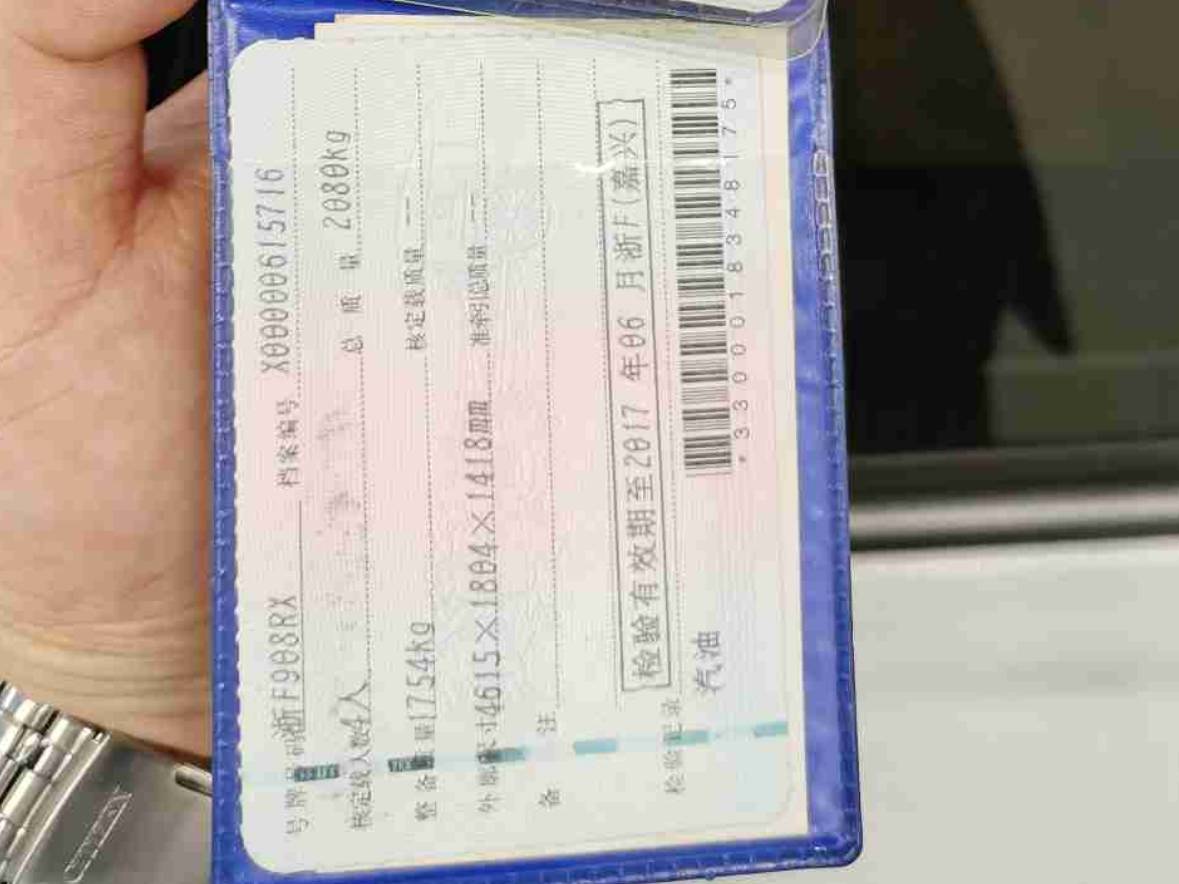 号牌号码 浙F908RX 档案编号 X00000615716
核定载人数 4人 总质量 2080kg
整备质量 1754kg 核定载质量 --
外廓尺寸 4615×1804×1418mm 准牵引总质量 --
备注
检验有效期至2017年06月浙F(嘉兴)
检验记录
汽油
*3300018348175*
CITIZEN